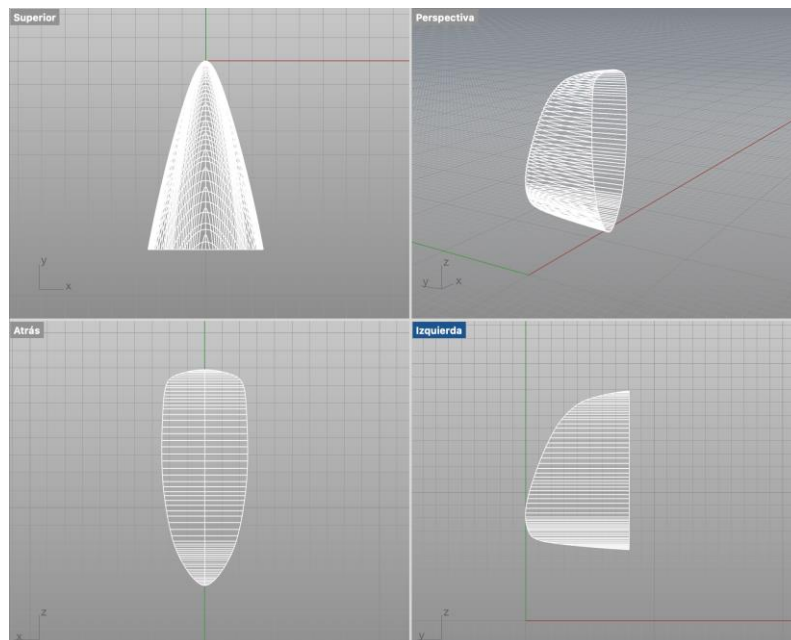 Superior
Perspectiva
y
x
z
y
x
Atrás
Izquierda
z
x
z
y